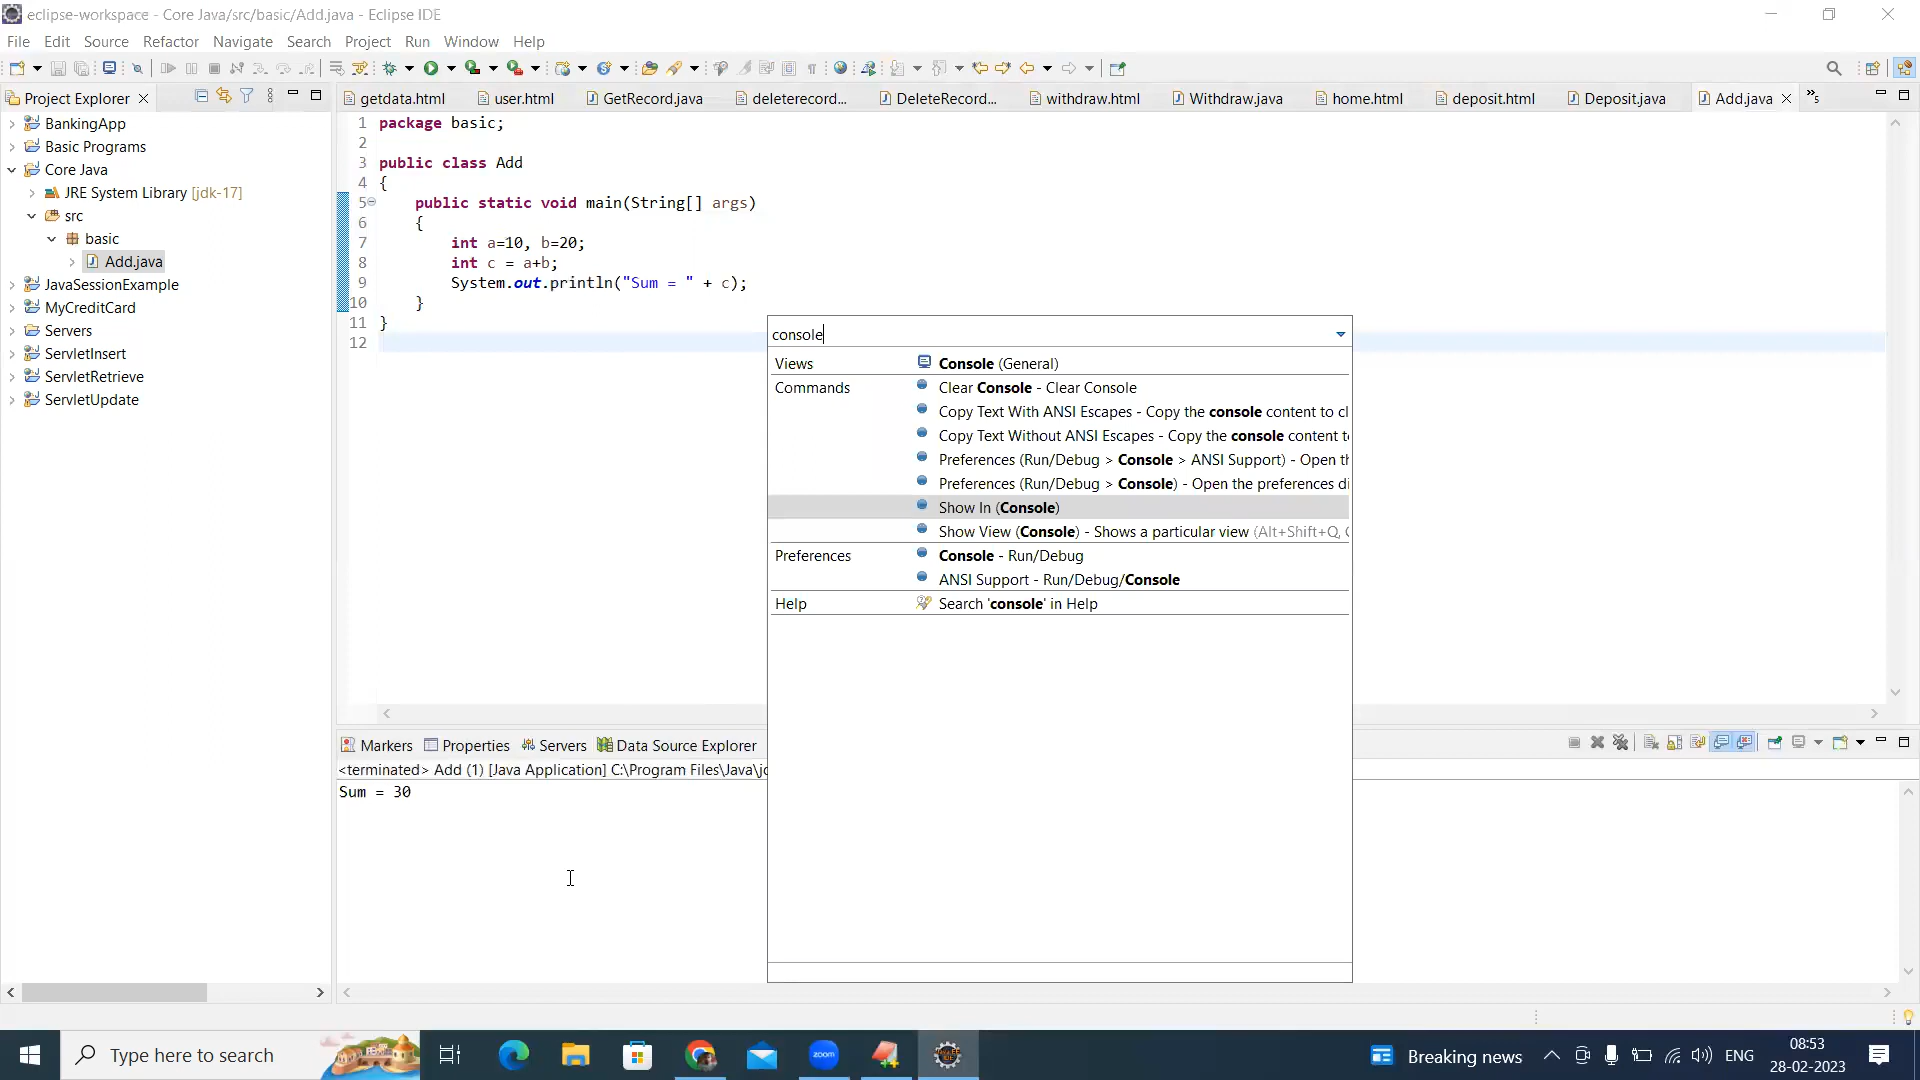 eclipse-workspace - Core Java/src/basic/Add.java - Eclipse IDE
File Edit Source Refactor Navigate Search Project Run Window Help
Project Explorer
getdata.html user.html GetRecord.java deleterecord... DeleteRecord... withdraw.html Withdraw.java home.html deposit.html Deposit.java Add.java »5
BankingApp
Basic Programs
Core Java
JRE System Library [jdk-17]
src
basic
Add.java
JavaSessionExample
MyCreditCard
Servers
ServletInsert
ServletRetrieve
ServletUpdate
1 package basic;
2
3 public class Add
4 {
5 public static void main(String[] args)
6 {
7 int a=10, b=20;
8 int c = a+b;
9 System.out.println("Sum = " + c);
10 }
11 }
12
console
Views Console (General)
Commands Clear Console - Clear Console
Copy Text With ANSI Escapes - Copy the console content to cl
Copy Text Without ANSI Escapes - Copy the console content t
Preferences (Run/Debug > Console > ANSI Support) - Open th
Preferences (Run/Debug > Console) - Open the preferences di
Show In (Console)
Show View (Console) - Shows a particular view (Alt+Shift+Q, C
Preferences Console - Run/Debug
ANSI Support - Run/Debug/Console
Help Search 'console' in Help
Markers Properties Servers Data Source Explorer
<terminated> Add (1) [Java Application] C:\Program Files\Java\jd
Sum = 30
Type here to search
zoom
Breaking news
ENG
08:53
28-02-2023